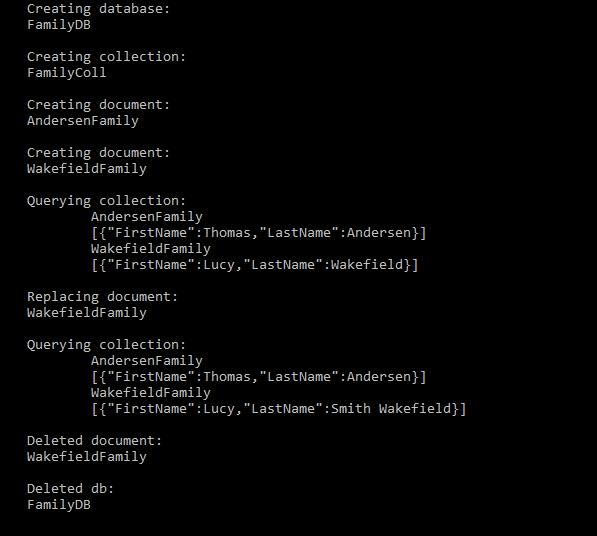 Creating database:
FamilyDB
Creating collection:
FamilyColl
Creating document:
AndersenFamily
Creating document:
WakefieldFamily
Querying collection:
AndersenFamily
[{"FirstName":Thomas,"LastName":Andersen}]
WakefieldFamily
[{"FirstName":Lucy,"LastName":Wakefield}]
Replacing document:
WakefieldFamily
Querying collection:
AndersenFamily
[{"FirstName":Thomas,"LastName":Andersen}]
WakefieldFamily
[{"FirstName":Lucy,"LastName":Smith Wakefield}]
Deleted document:
WakefieldFamily
Deleted db:
FamilyDB